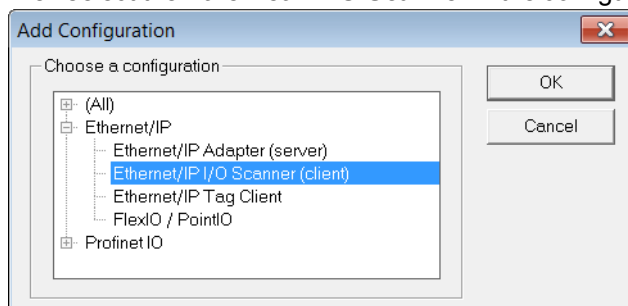 Add Configuration
Choose a configuration
(All)
Ethernet/IP
Ethernet/IP Adapter (server)
Ethernet/IP I/O Scanner (client)
Ethernet/IP Tag Client
FlexIO / PointIO
Profinet IO
OK
Cancel